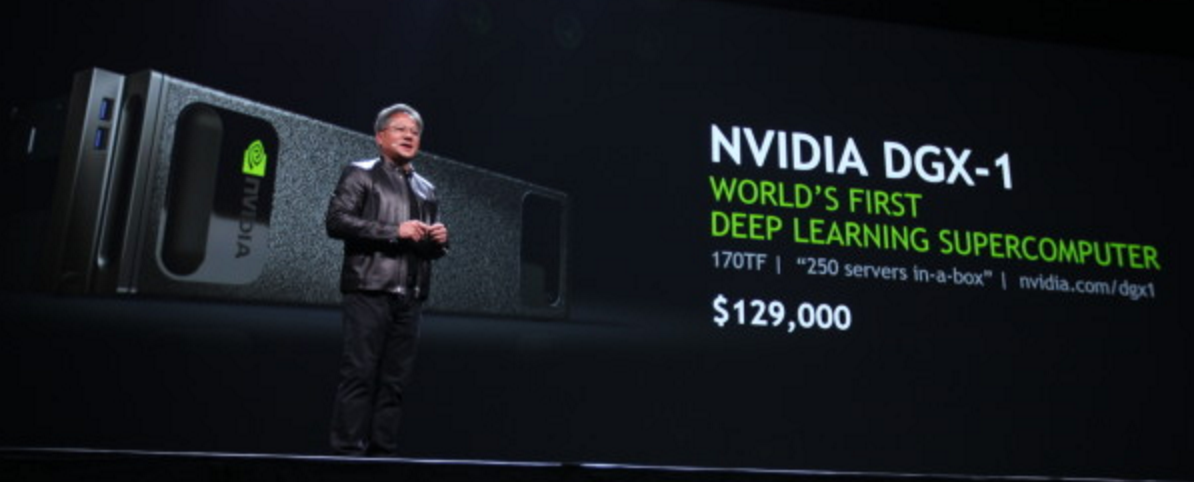 NVIDIA
NVIDIA DGX-1
WORLD'S FIRST
DEEP LEARNING SUPERCOMPUTER
170TF | “250 servers in-a-box” | nvidia.com/dgx1
$129,000